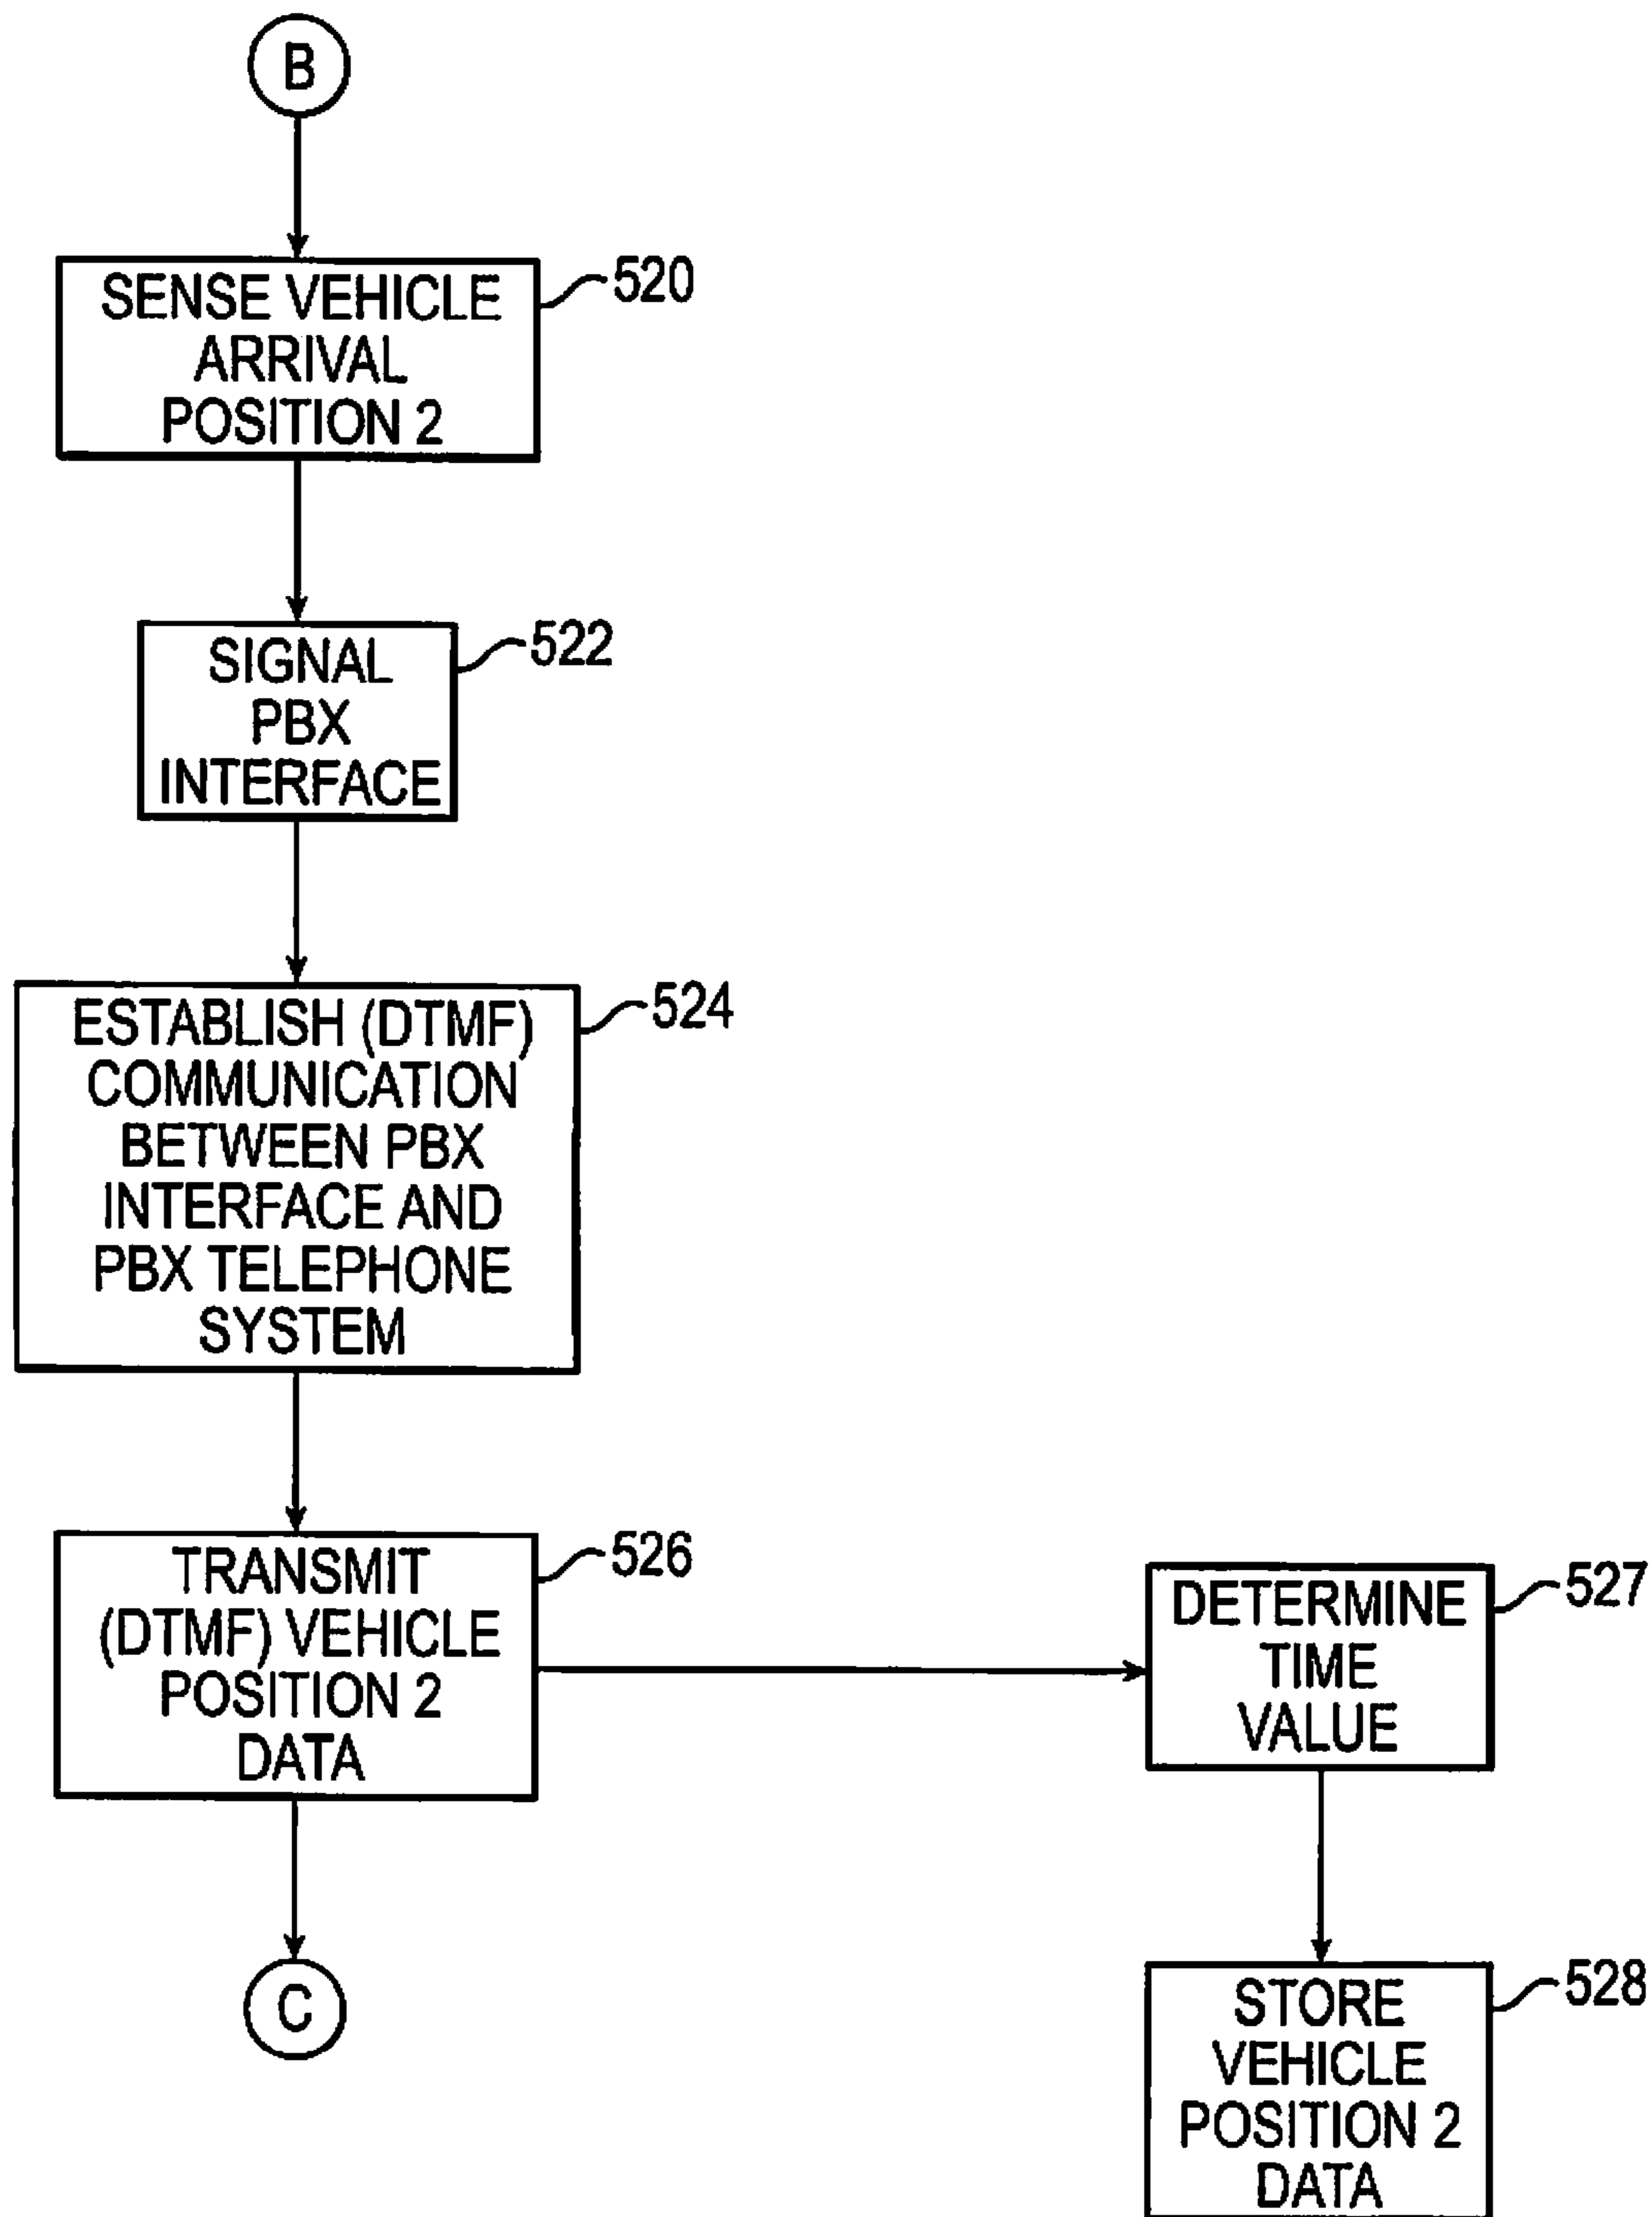 B
SENSE VEHICLE
ARRIVAL
POSITION 2
520
SIGNAL
PBX
INTERFACE
522
ESTABLISH (DTMF)
COMMUNICATION
BETWEEN PBX
INTERFACE AND
PBX TELEPHONE
SYSTEM
524
TRANSMIT
(DTMF) VEHICLE
POSITION 2
DATA
526
DETERMINE
TIME
VALUE
527
C
STORE
VEHICLE
POSITION 2
DATA
528